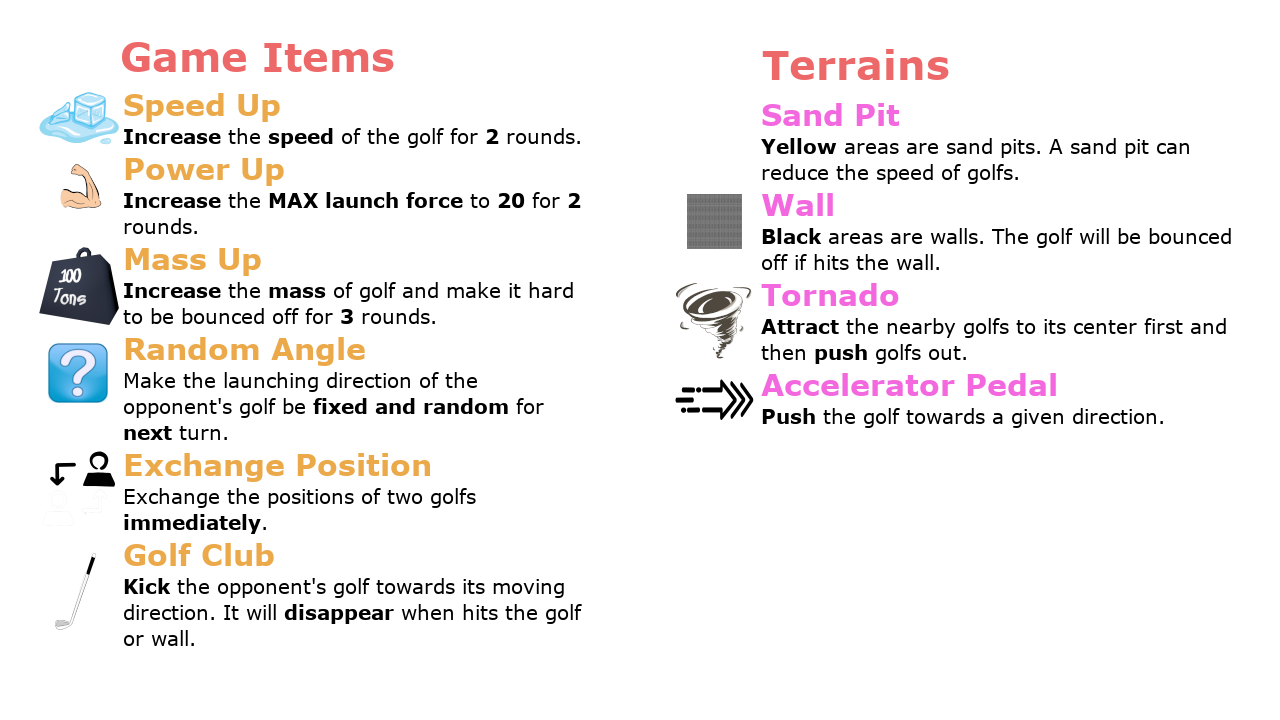 Game Items
Speed Up
Increase the speed of the golf for 2 rounds.
Power Up
Increase the MAX launch force to 20 for 2
rounds.
100
Tons
Mass Up
Increase the mass of golf and make it hard
to be bounced off for 3 rounds.
?
Random Angle
Make the launching direction of the
opponent's golf be fixed and random for
next turn.
Exchange Position
Exchange the positions of two golfs
immediately.
Golf Club
Kick the opponent's golf towards its moving
direction. It will disappear when hits the golf
or wall.
Terrains
Sand Pit
Yellow areas are sand pits. A sand pit can
reduce the speed of golfs.
Wall
Black areas are walls. The golf will be bounced
off if hits the wall.
Tornado
Attract the nearby golfs to its center first and
then push golfs out.
Accelerator Pedal
Push the golf towards a given direction.